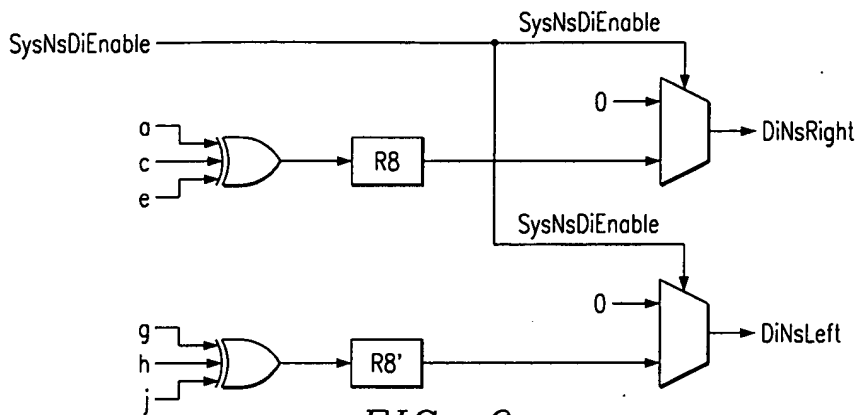 SysNsDiEnable
SysNsDiEnable
0
a
c
e
R8
DiNsRight
SysNsDiEnable
0
g
h
j
R8'
DiNsLeft